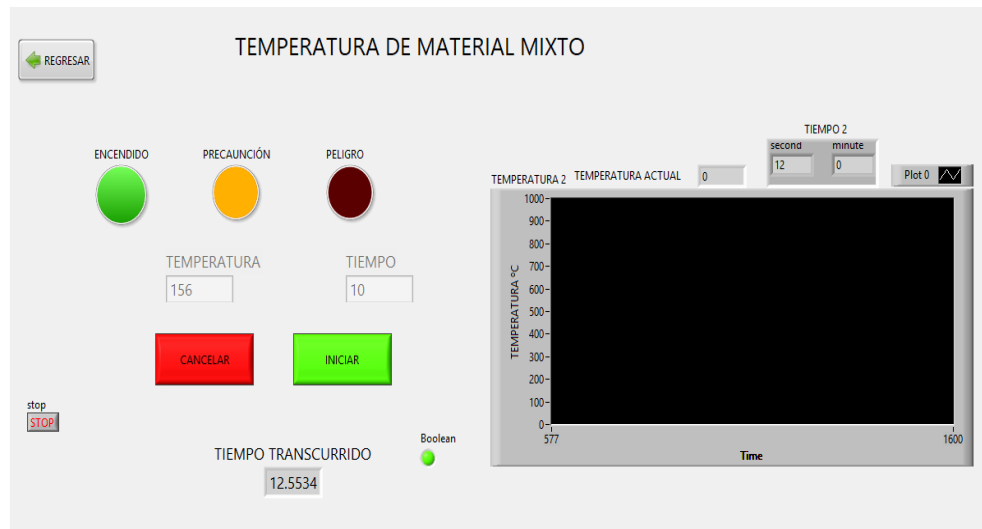 TEMPERATURA DE MATERIAL MIXTO
REGRESAR
ENCENDIDO
PRECAUNCIÓN
PELIGRO
TEMPERATURA
TIEMPO
156
10
CANCELAR
INICIAR
stop
STOP
TIEMPO TRANSCURRIDO
12.5534
Boolean
TIEMPO 2
second
minute
12
0
TEMPERATURA 2
TEMPERATURA ACTUAL
0
Plot 0
TEMPERATURA ºC
1000
900
800
700
600
500
400
300
200
100
0
577
1600
Time